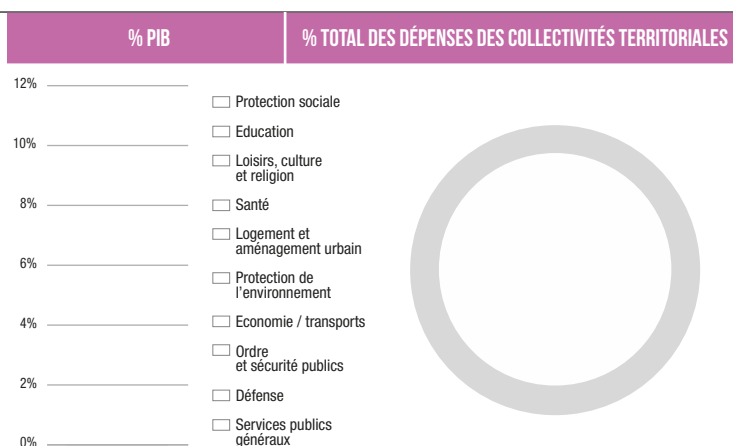 % PIB
% TOTAL DES DÉPENSES DES COLLECTIVITÉS TERRITORIALES
12%
10%
8%
6%
4%
2%
0%
Protection sociale
Education
Loisirs, culture
et religion
Santé
Logement et
aménagement urbain
Protection de
l'environnement
Economie / transports
Ordre
et sécurité publics
Défense
Services publics
généraux